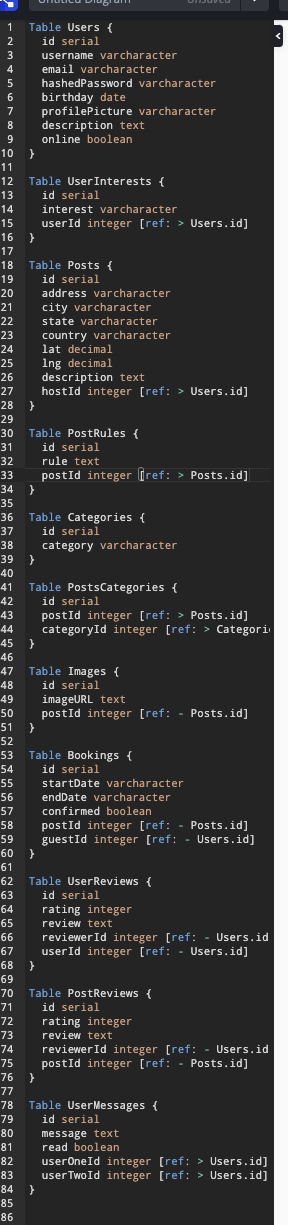 Untitled Diagram Unsaved
1 Table Users {
2 id serial
3 username varcharacter
4 email varcharacter
5 hashedPassword varcharacter
6 birthday date
7 profilePicture varcharacter
8 description text
9 online boolean
10 }
11
12 Table UserInterests {
13 id serial
14 interest varcharacter
15 userId integer [ref: > Users.id]
16 }
17
18 Table Posts {
19 id serial
20 address varcharacter
21 city varcharacter
22 state varcharacter
23 country varcharacter
24 lat decimal
25 lng decimal
26 description text
27 hostId integer [ref: > Users.id]
28 }
29
30 Table PostRules {
31 id serial
32 rule text
33 postId integer [ref: > Posts.id]
34 }
35
36 Table Categories {
37 id serial
38 category varcharacter
39 }
40
41 Table PostsCategories {
42 id serial
43 postId integer [ref: > Posts.id]
44 categoryId integer [ref: > Categori
45 }
46
47 Table Images {
48 id serial
49 imageURL text
50 postId integer [ref: - Posts.id]
51 }
52
53 Table Bookings {
54 id serial
55 startDate varcharacter
56 endDate varcharacter
57 confirmed boolean
58 postId integer [ref: - Posts.id]
59 guestId integer [ref: - Users.id]
60 }
61
62 Table UserReviews {
63 id serial
64 rating integer
65 review text
66 reviewerId integer [ref: - Users.id
67 userId integer [ref: - Users.id]
68 }
69
70 Table PostReviews {
71 id serial
72 rating integer
73 review text
74 reviewerId integer [ref: - Users.id
75 postId integer [ref: - Posts.id]
76 }
77
78 Table UserMessages {
79 id serial
80 message text
81 read boolean
82 userOneId integer [ref: > Users.id]
83 userTwoId integer [ref: > Users.id]
84 }
85
86